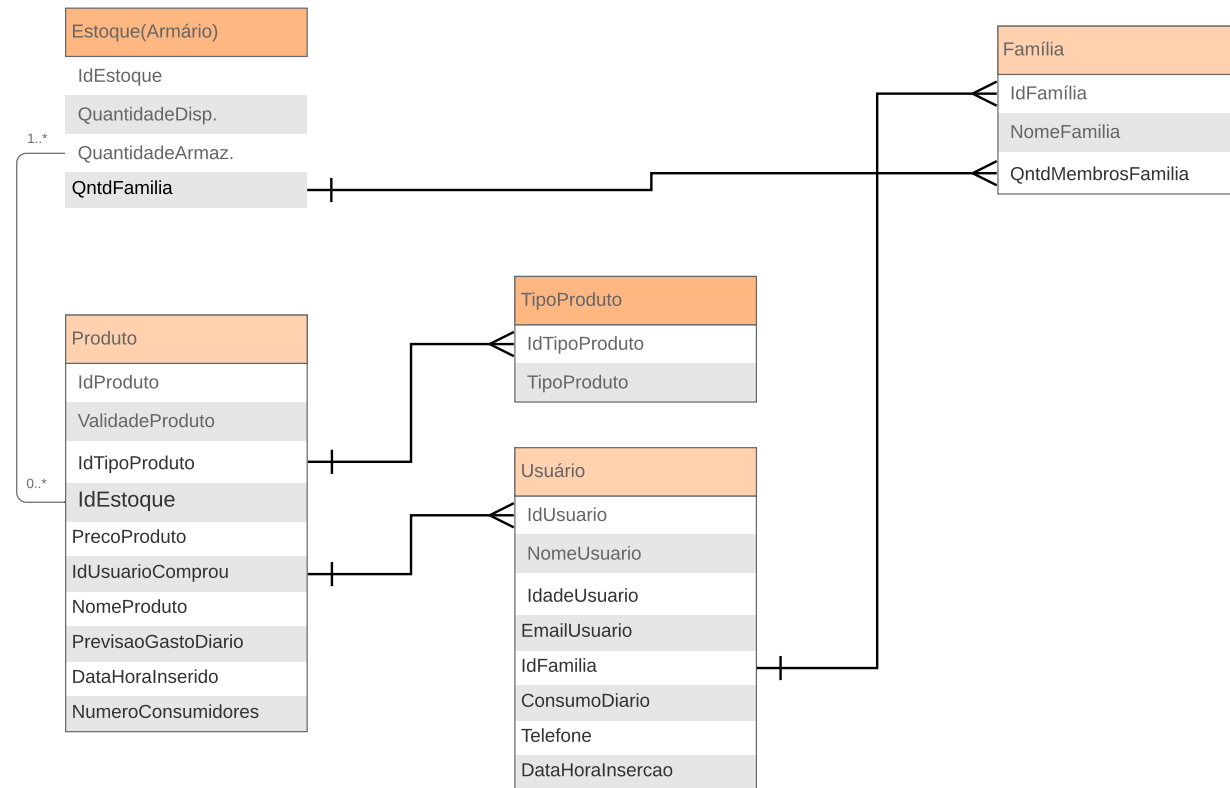 Estoque(Armário)
IdEstoque
QuantidadeDisp.
1..*
QuantidadeArmaz.
QntdFamilia
Família
IdFamília
NomeFamilia
QntdMembrosFamilia
Produto
IdProduto
ValidadeProduto
IdTipoProduto
0..*
IdEstoque
PrecoProduto
IdUsuarioComprou
NomeProduto
PrevisaoGastoDiario
DataHoraInserido
NumeroConsumidores
TipoProduto
IdTipoProduto
TipoProduto
Usuário
IdUsuario
NomeUsuario
IdadeUsuario
EmailUsuario
IdFamilia
ConsumoDiario
Telefone
DataHoraInsercao